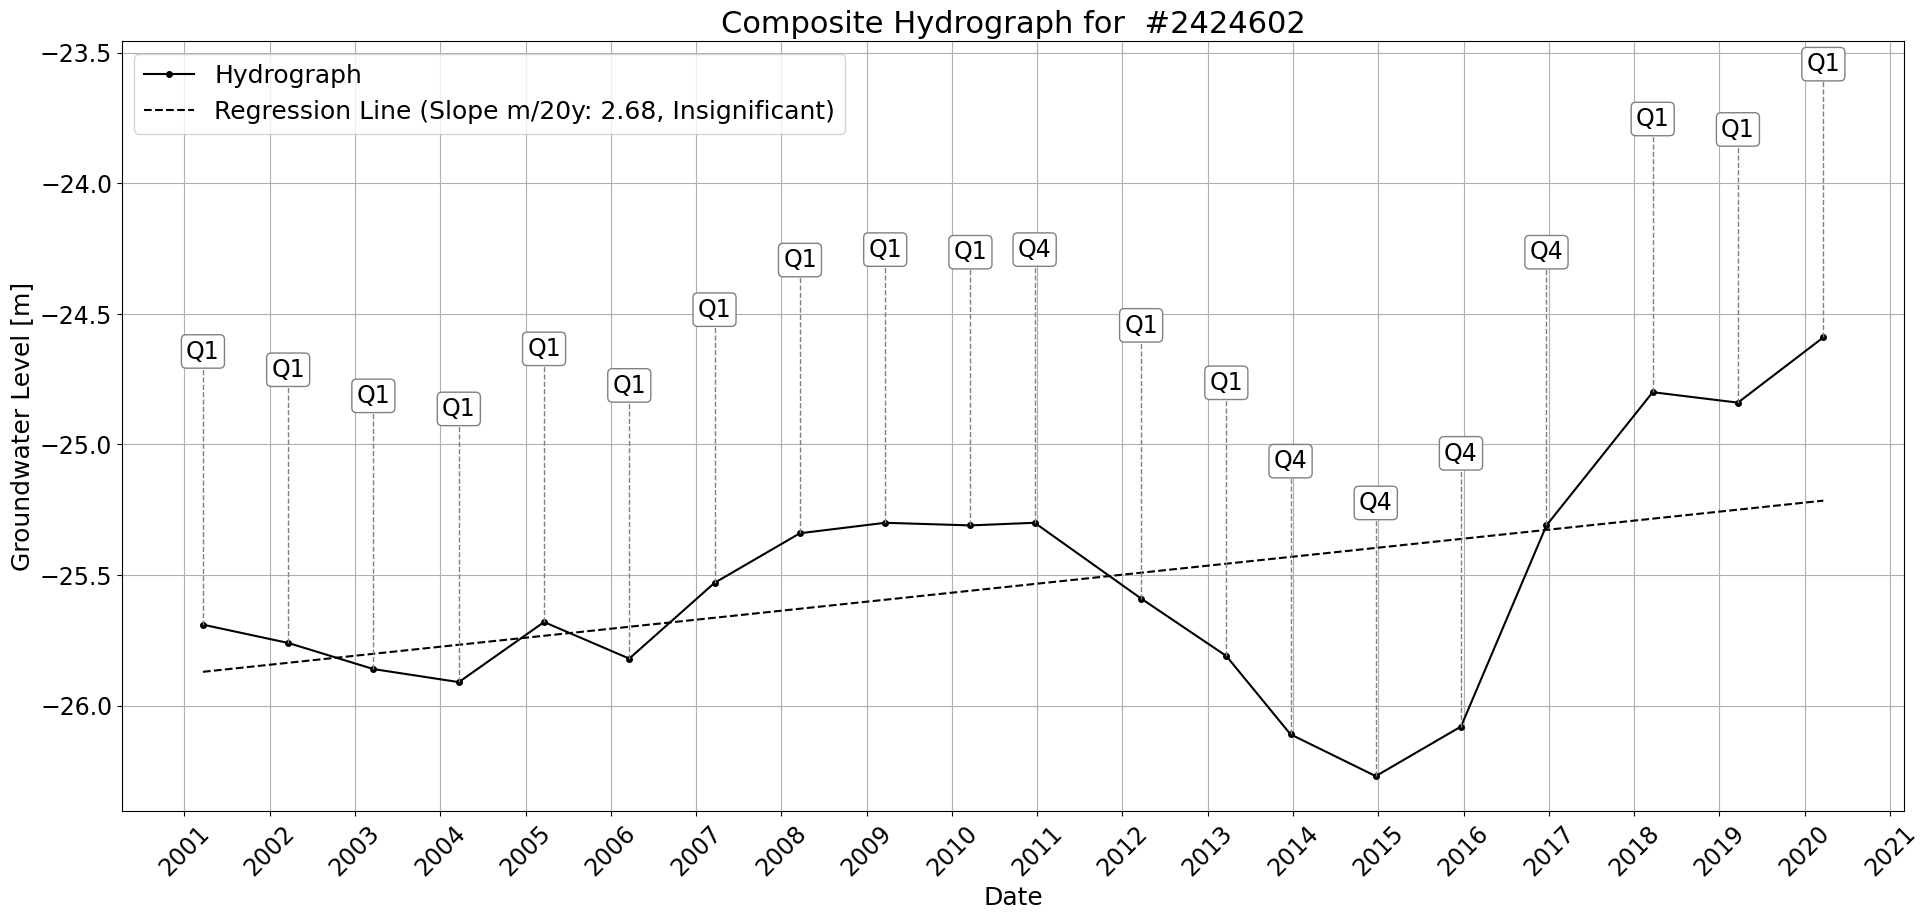 Composite Hydrograph for  #2424602
Hydrograph
Regression Line (Slope m/20y: 2.68, Insignificant)
Groundwater Level [m]
−23.5
−24.0
−24.5
−25.0
−25.5
−26.0
Q1
Q1
Q1
Q1
Q1
Q1
Q1
Q1
Q1
Q1
Q4
Q1
Q1
Q4
Q4
Q4
Q4
Q1
Q1
Q1
2001
2002
2003
2004
2005
2006
2007
2008
2009
2010
2011
2012
2013
2014
2015
2016
2017
2018
2019
2020
2021
Date